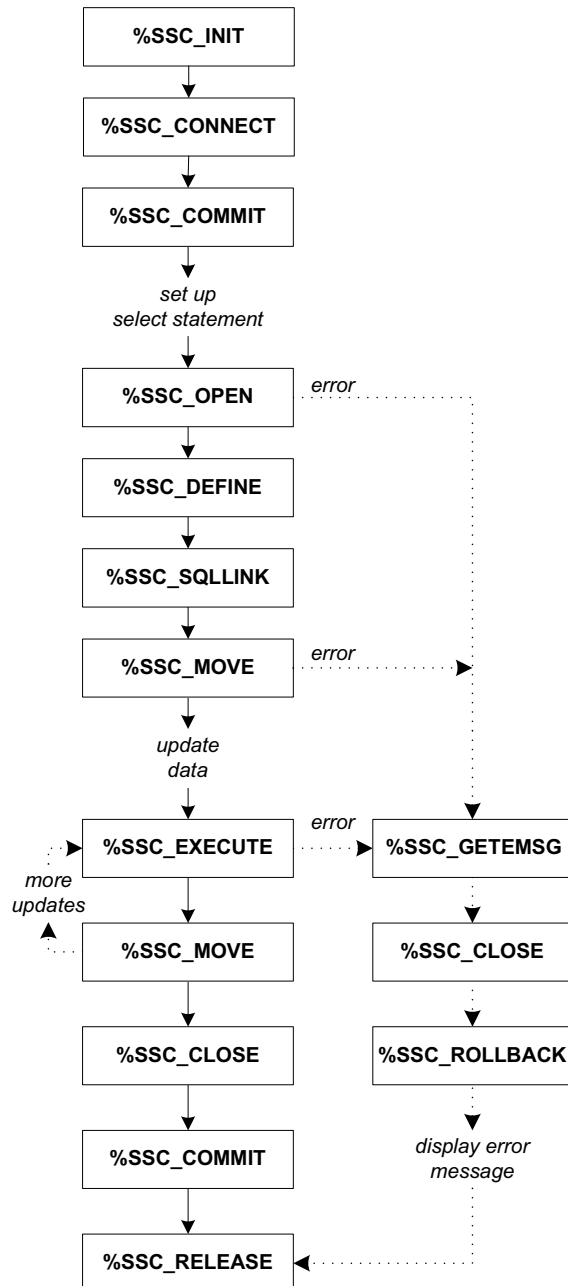 %SSC_INIT
%SSC_CONNECT
%SSC_COMMIT
set up
select statement
%SSC_OPEN
error
%SSC_DEFINE
%SSC_SQLLINK
%SSC_MOVE
error
update
data
%SSC_EXECUTE
error
%SSC_GETEMSG
more
updates
%SSC_MOVE
%SSC_CLOSE
%SSC_CLOSE
%SSC_ROLLBACK
%SSC_COMMIT
display error
message
%SSC_RELEASE